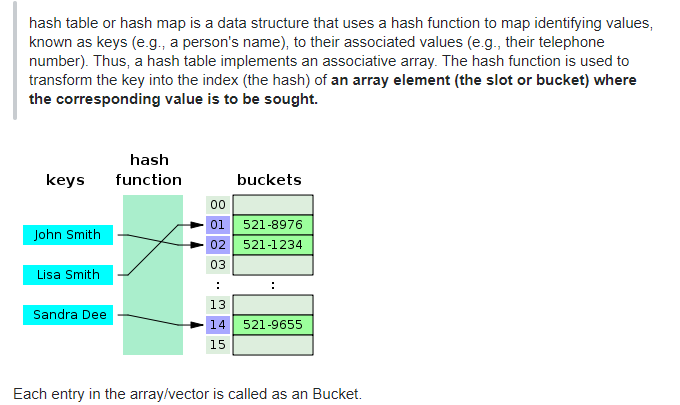 hash table or hash map is a data structure that uses a hash function to map identifying values,
known as keys (e.g., a person's name), to their associated values (e.g., their telephone
number). Thus, a hash table implements an associative array. The hash function is used to
transform the key into the index (the hash) of an array element (the slot or bucket) where
the corresponding value is to be sought.
hash
keys function buckets
00
01 521-8976
John Smith
02 521-1234
03
Lisa Smith
: :
13
Sandra Dee
14 521-9655
15
Each entry in the array/vector is called as an Bucket.